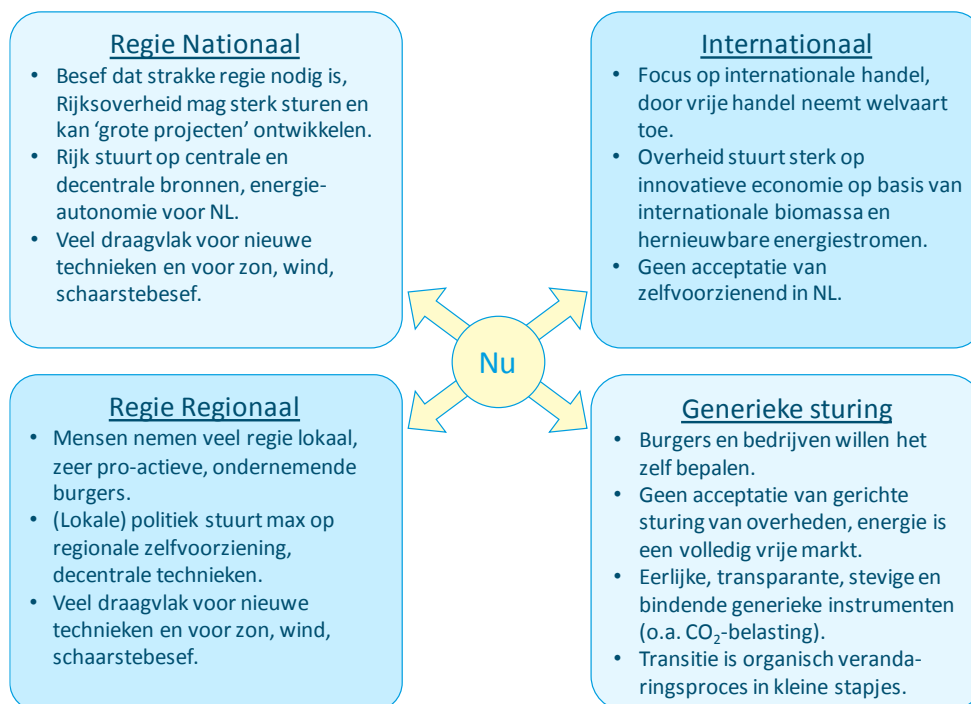 Regie Nationaal
• Besef dat strakke regie nodig is,
Rijksoverheid mag sterk sturen en
kan ‘grote projecten’ ontwikkelen.
• Rijk stuurt op centrale en
decentrale bronnen, energie-
autonomie voor NL.
• Veel draagvlak voor nieuwe
technieken en voor zon, wind,
schaarstebesef.
Internationaal
• Focus op internationale handel,
door vrije handel neemt welvaart
toe.
• Overheid stuurt sterk op
innovatieve economie op basis van
internationale biomassa en
hernieuwbare energiestromen.
• Geen acceptatie van
zelfvoorzienend in NL.
Nu
Regie Regionaal
• Mensen nemen veel regie lokaal,
zeer pro-actieve, ondernemende
burgers.
• (Lokale) politiek stuurt max op
regionale zelfvoorziening,
decentrale technieken.
• Veel draagvlak voor nieuwe
technieken en voor zon, wind,
schaarstebesef.
Generieke sturing
• Burgers en bedrijven willen het
zelf bepalen.
• Geen acceptatie van gerichte
sturing van overheden, energie is
een volledig vrije markt.
• Eerlijke, transparante, stevige en
bindende generieke instrumenten
(o.a. CO₂-belasting).
• Transitie is organisch veranda-
ringsproces in kleine stapjes.